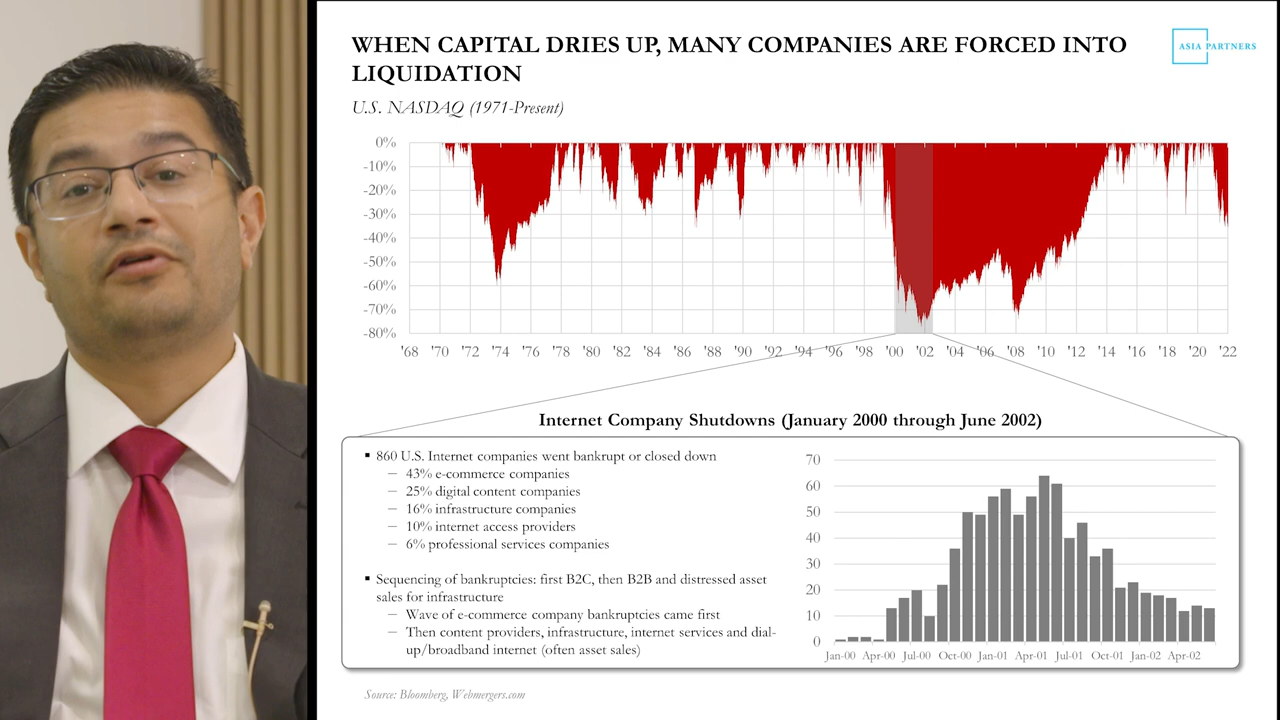 WHEN CAPITAL DRIES UP, MANY COMPANIES ARE FORCED INTO
LIQUIDATION
ASIA PARTNERS
U.S. NASDAQ (1971-Present)
0%
-10%
-20%
-30%
-40%
-50%
-60%
-70%
-80%
'68 '70 '72 '74 '76 '78 '80 '82 '84 '86 '88 '90 '92 '94 '96 '98 '00 '02 '04 '06 '08 '10 '12 '14 '16 '18 '20 '22
Internet Company Shutdowns (January 2000 through June 2002)
▪ 860 U.S. Internet companies went bankrupt or closed down
– 43% e-commerce companies
– 25% digital content companies
– 16% infrastructure companies
– 10% internet access providers
– 6% professional services companies
▪ Sequencing of bankruptcies: first B2C, then B2B and distressed asset
sales for infrastructure
– Wave of e-commerce company bankruptcies came first
– Then content providers, infrastructure, internet services and dial-
up/broadband internet (often asset sales)
70
60
50
40
30
20
10
0
Jan-00 Apr-00 Jul-00 Oct-00 Jan-01 Apr-01 Jul-01 Oct-01 Jan-02 Apr-02
Source: Bloomberg, Webmergers.com